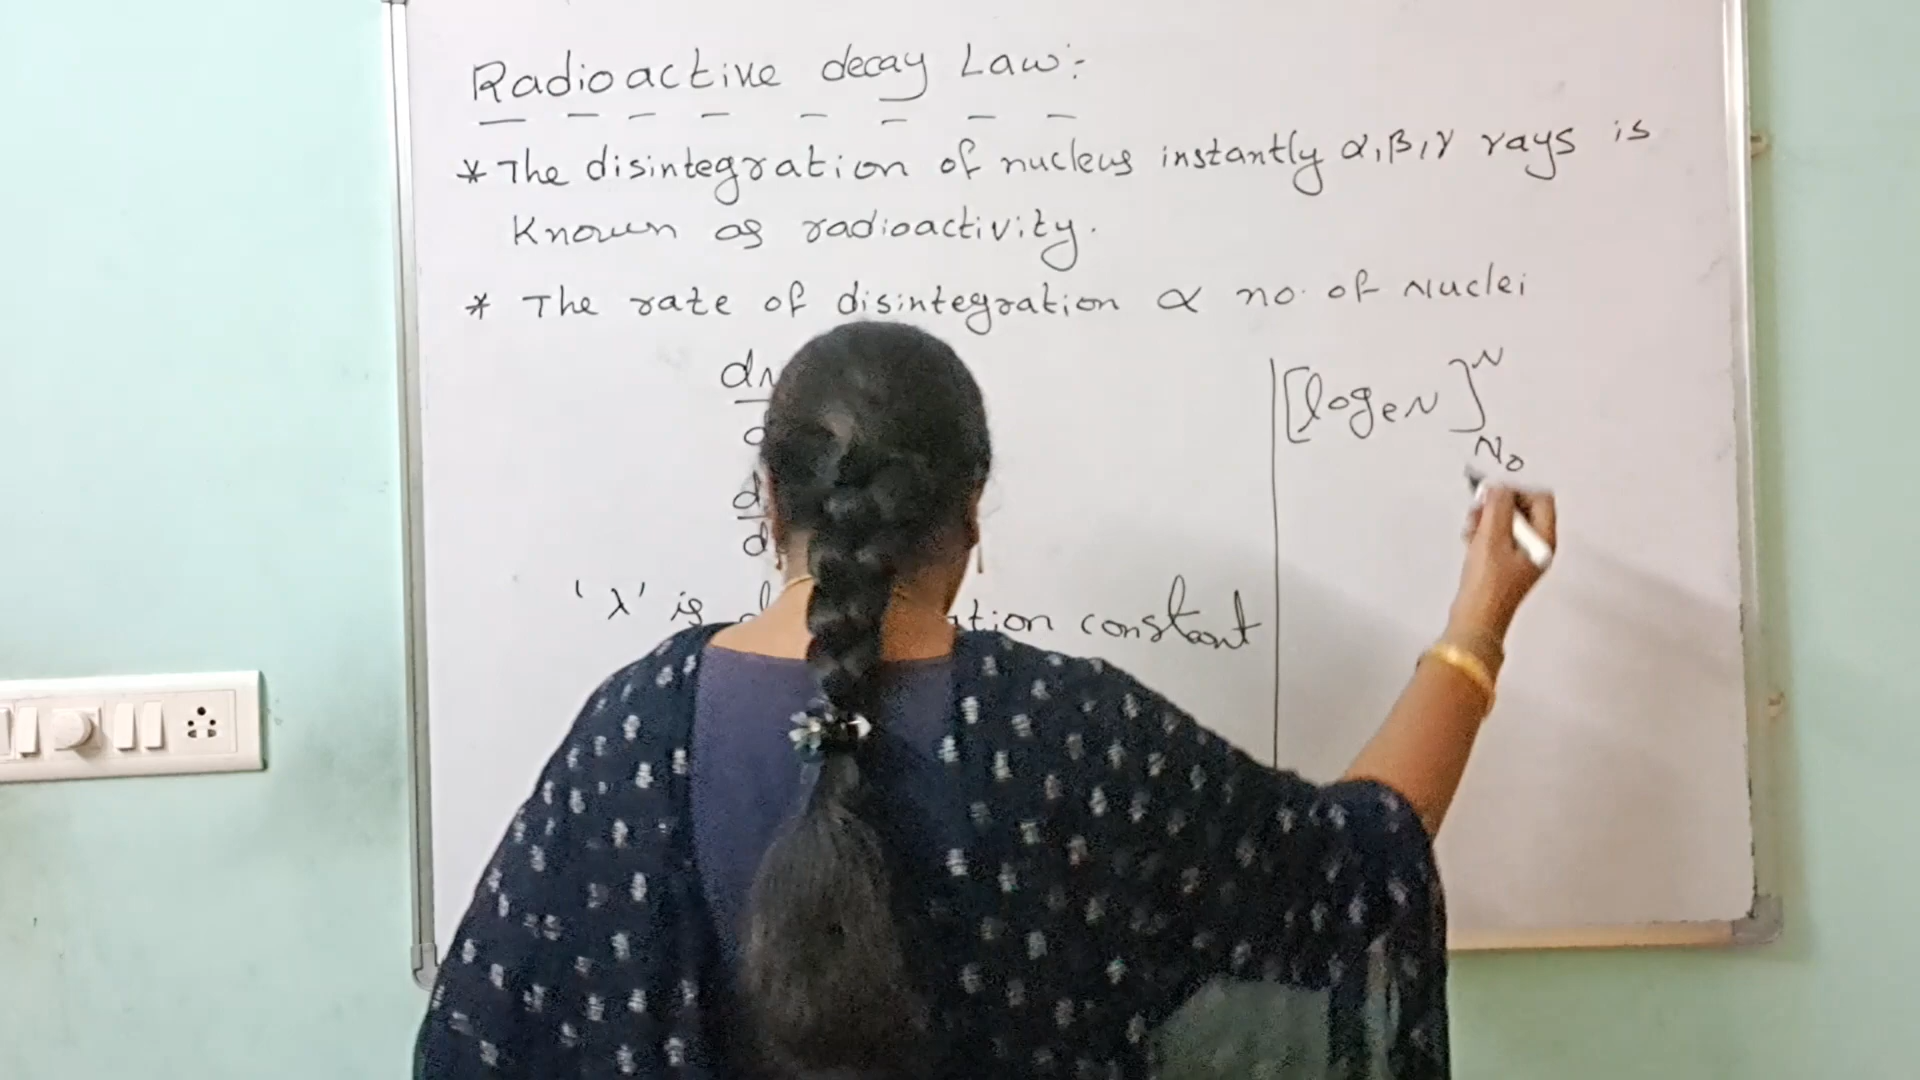 Radioactive decay Law:-
* The disintegration of nucleus instantly α, β, γ rays is
Known as radioactivity.
* The rate of disintegration ∝ no. of Nuclei
'λ' is constant
[logeN]
N
N₀